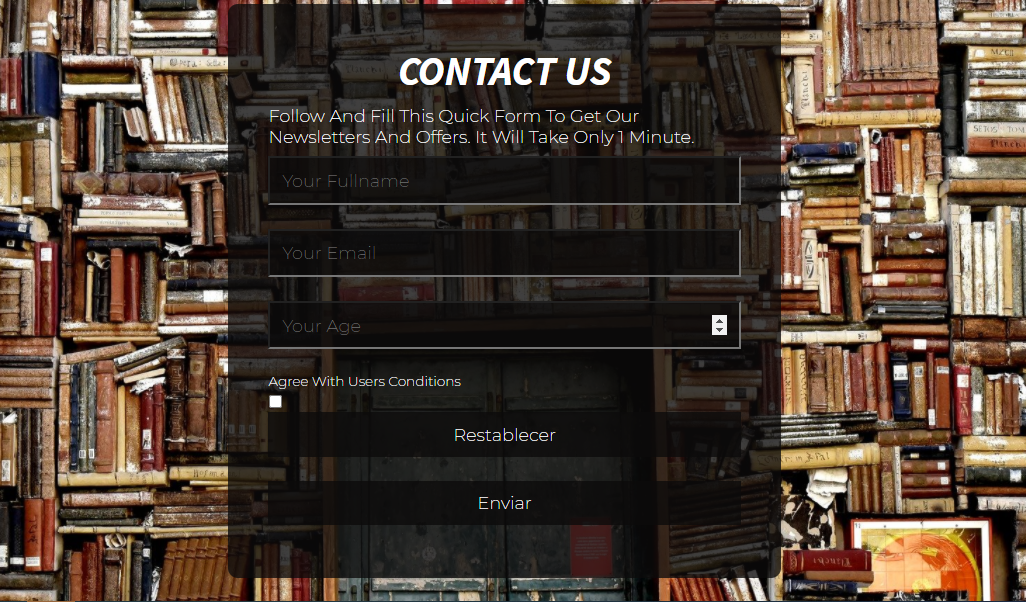 CONTACT US
Follow And Fill This Quick Form To Get Our
Newsletters And Offers. It Will Take Only 1 Minute.
Your Fullname
Your Email
Your Age
Agree With Users Conditions
Restablecer
Enviar